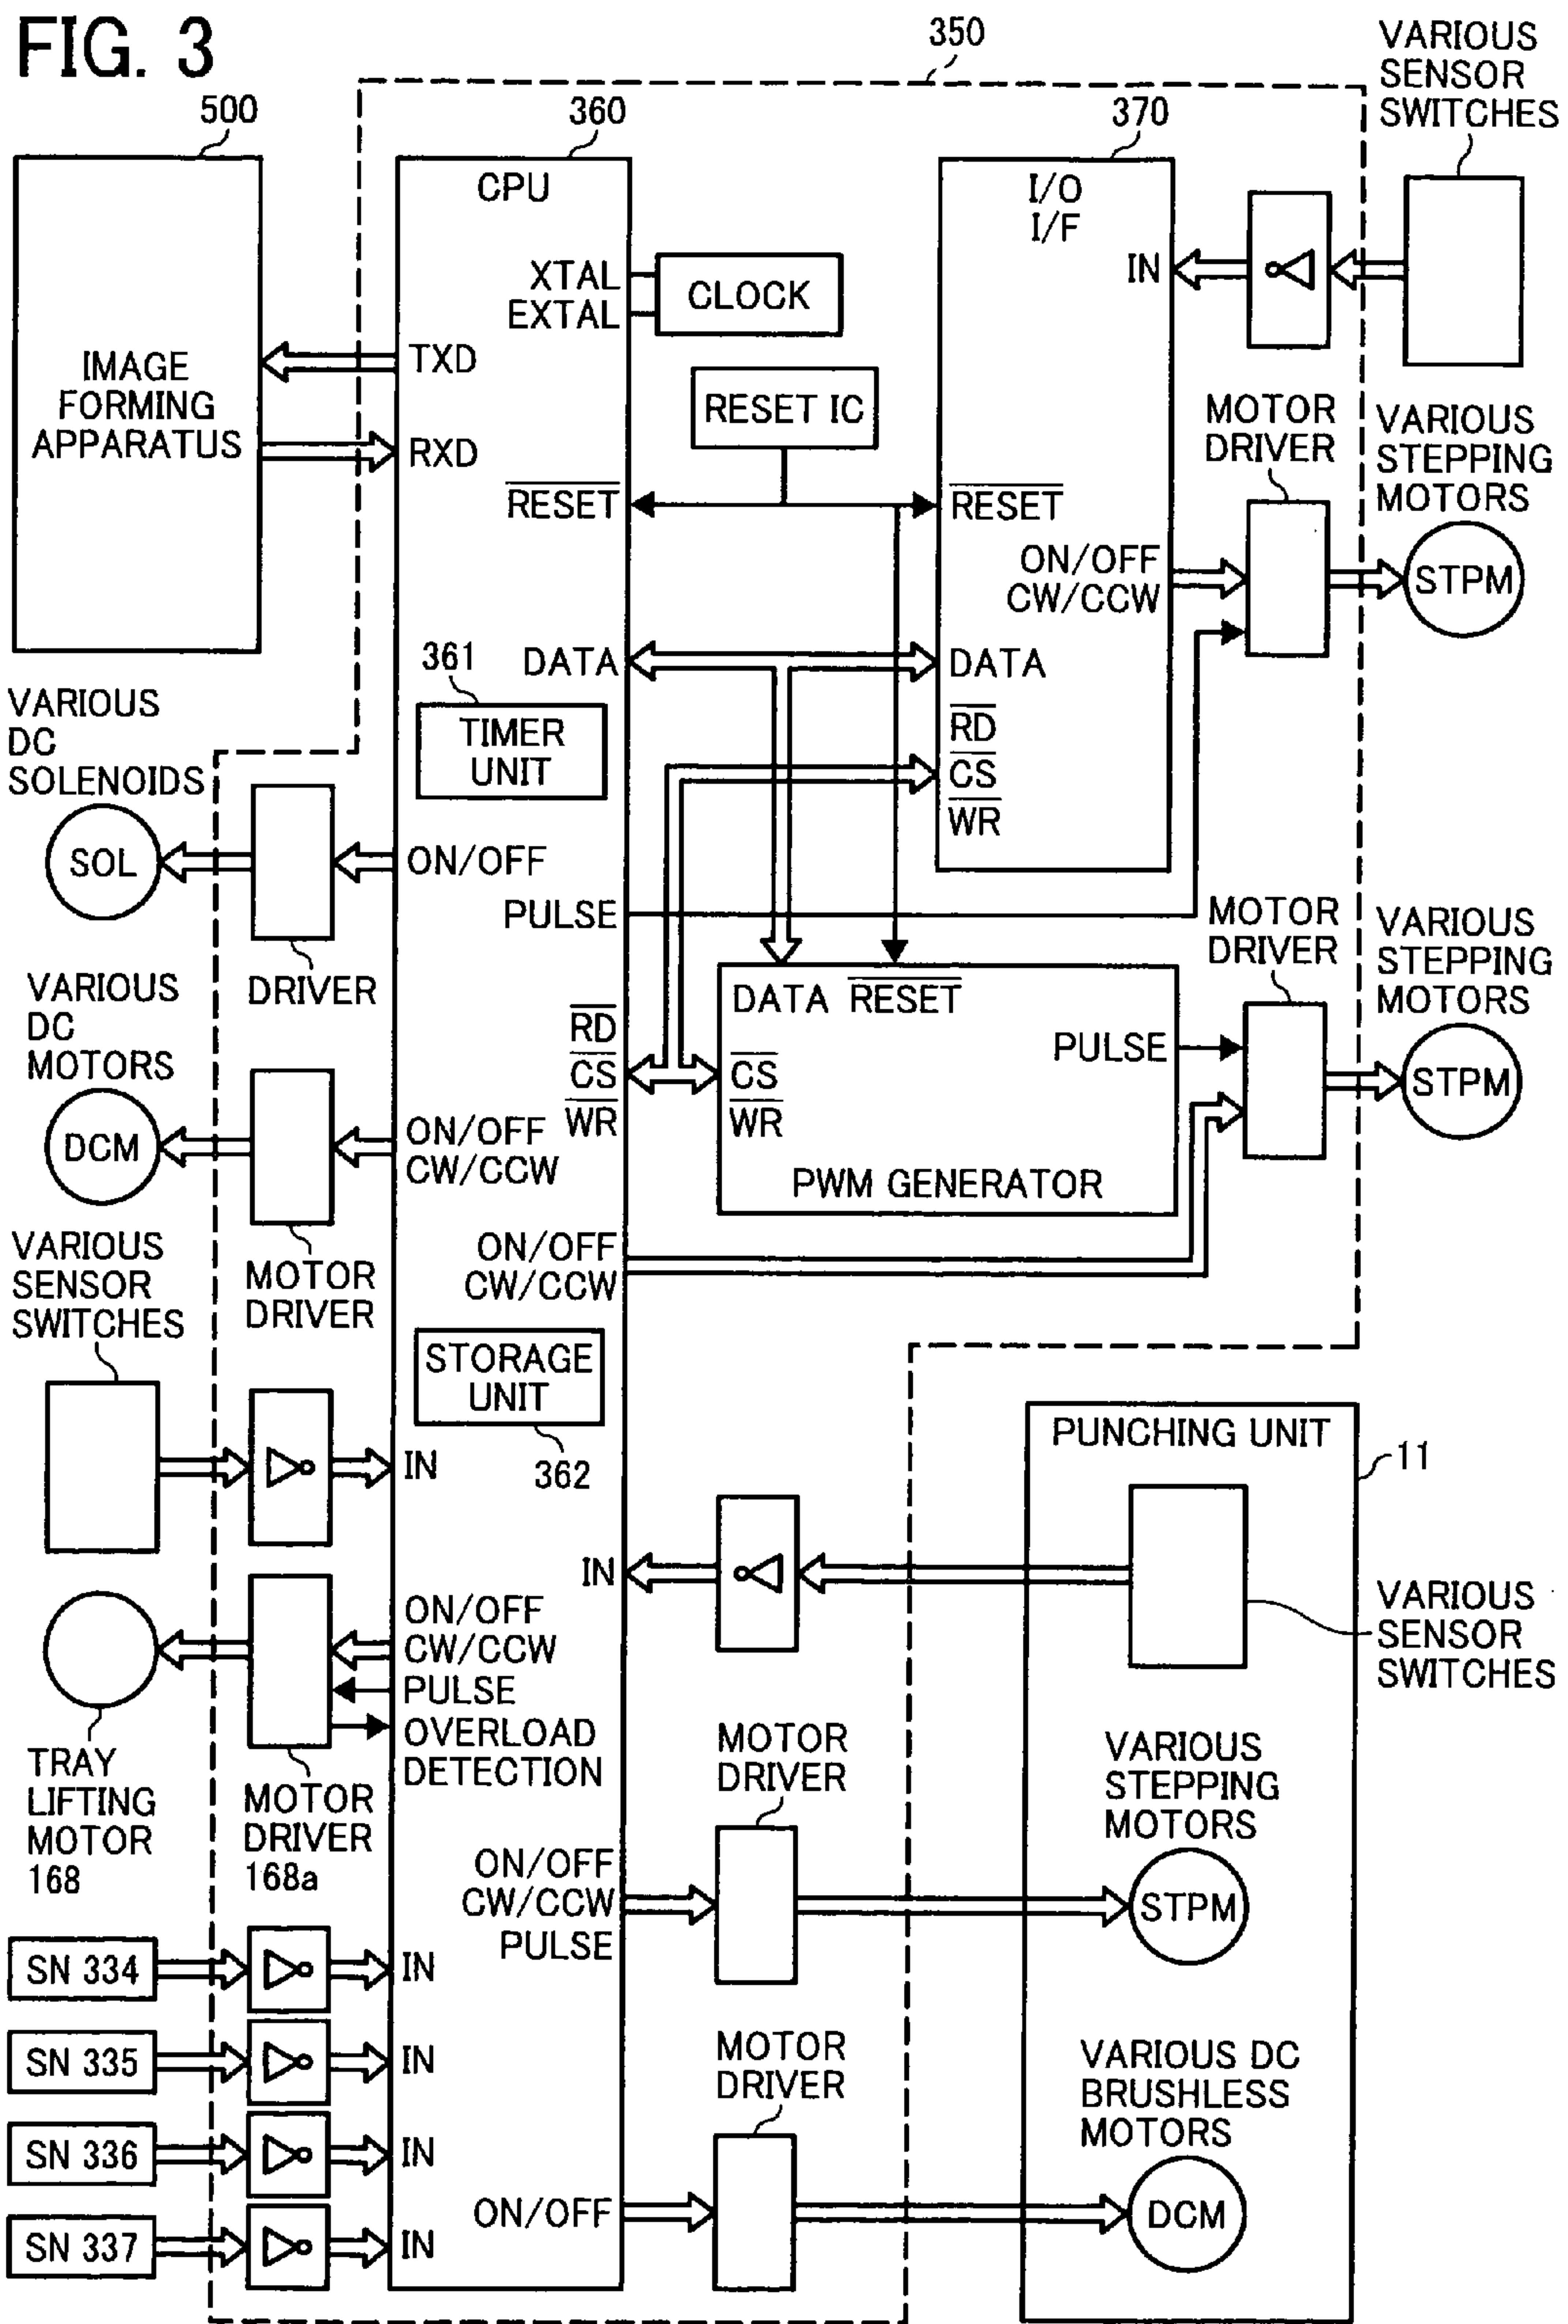 FIG. 3
350
VARIOUS
SENSOR
SWITCHES
500
360
370
CPU
I/O
I/F
XTAL
EXTAL
CLOCK
IN
IMAGE
FORMING
APPARATUS
TXD
RXD
RESET IC
MOTOR
DRIVER
VARIOUS
STEPPING
MOTORS
RESET
RESET
ON/OFF
CW/CCW
STPM
361
DATA
DATA
TIMER
UNIT
RD
CS
WR
VARIOUS
DC
SOLENOIDS
SOL
ON/OFF
DRIVER
PULSE
MOTOR
DRIVER
VARIOUS
STEPPING
MOTORS
DATA RESET
PULSE
STPM
RD
CS
WR
CS
WR
PWM GENERATOR
VARIOUS
DC
MOTORS
DCM
ON/OFF
CW/CCW
MOTOR
DRIVER
ON/OFF
CW/CCW
VARIOUS
SENSOR
SWITCHES
STORAGE
UNIT
362
IN
PUNCHING UNIT
11
IN
VARIOUS
SENSOR
SWITCHES
ON/OFF
CW/CCW
PULSE
OVERLOAD
DETECTION
TRAY
LIFTING
MOTOR
168
MOTOR
DRIVER
168a
MOTOR
DRIVER
VARIOUS
STEPPING
MOTORS
ON/OFF
CW/CCW
PULSE
STPM
SN 334
IN
SN 335
IN
MOTOR
DRIVER
VARIOUS DC
BRUSHLESS
MOTORS
SN 336
IN
ON/OFF
DCM
SN 337
IN